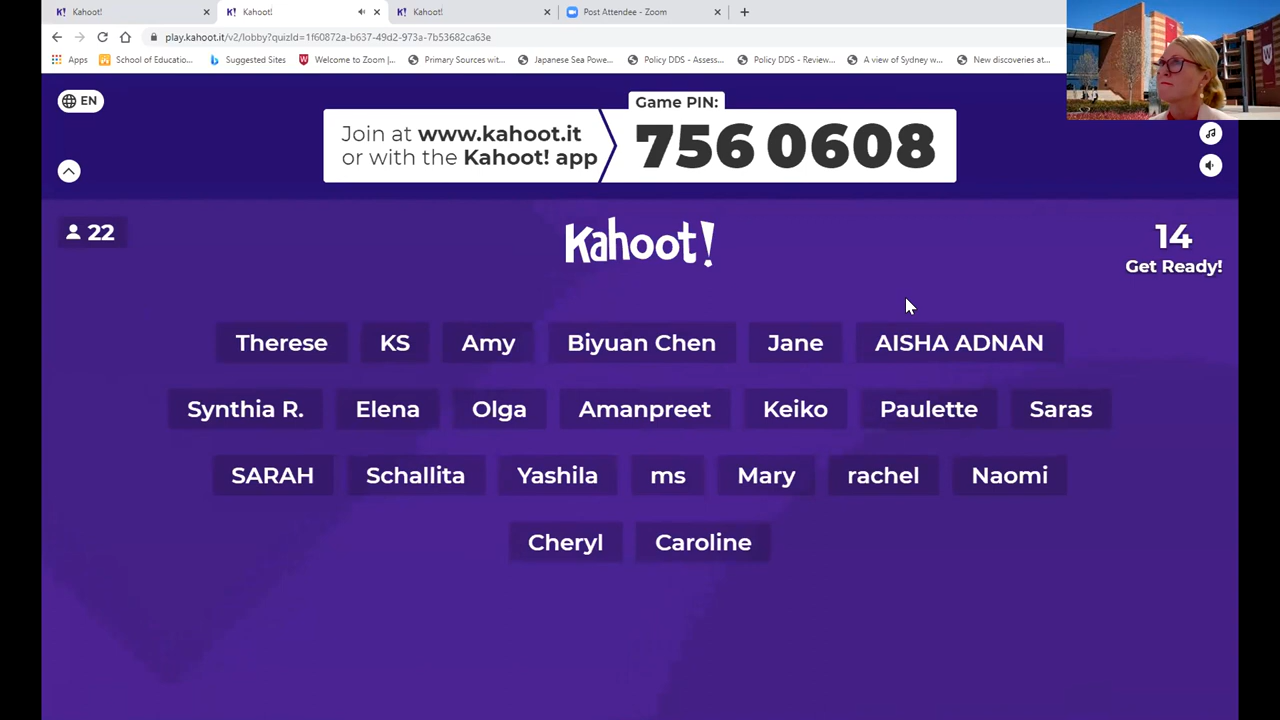 Kahoot!
Kahoot!
Kahoot!
Post Attendee - Zoom
play.kahoot.it/v2/lobby?quizId=1f60872a-b637-49d2-973a-7b53682ca63e
Apps
School of Educatio...
Suggested Sites
Welcome to Zoom |...
Primary Sources wit...
Japanese Sea Powe...
Policy DDS - Assess...
Policy DDS - Review...
A view of Sydney w...
New discoveries at...
EN
Game PIN:
Join at www.kahoot.it
or with the Kahoot! app
756 0608
22
Kahoot!
14
Get Ready!
Therese KS Amy Biyuan Chen Jane AISHA ADNAN
Synthia R. Elena Olga Amanpreet Keiko Paulette Saras
SARAH Schallita Yashila ms Mary rachel Naomi
Cheryl Caroline